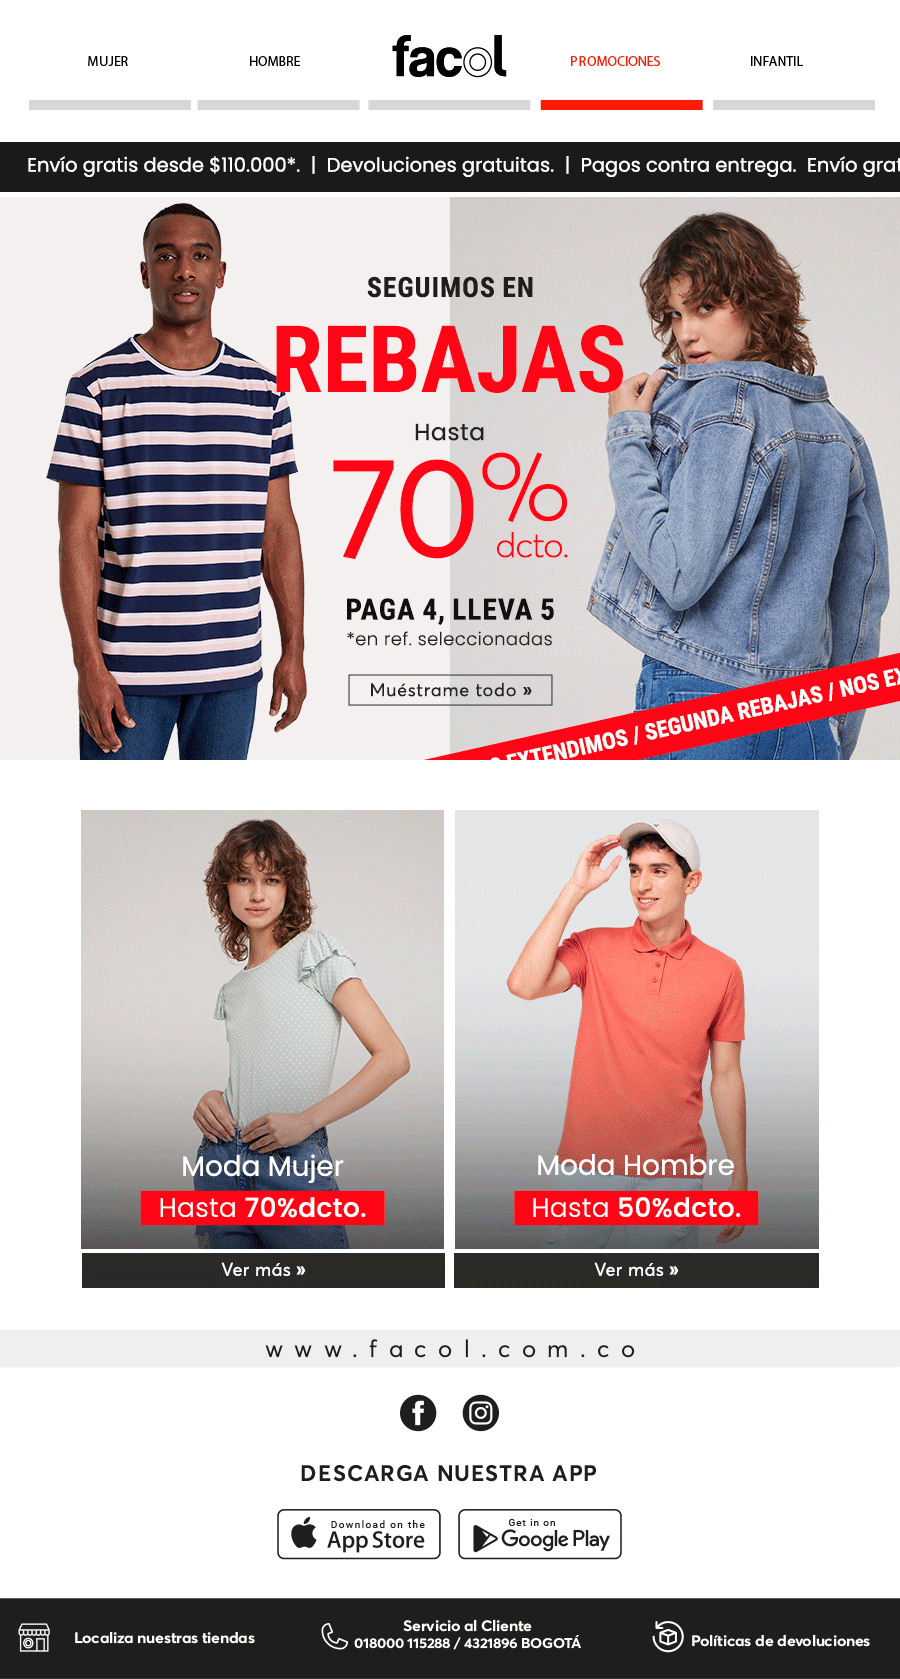 MUJER
HOMBRE
facol
PROMOCIONES
INFANTIL
Envío gratis desde $110.000*. | Devoluciones gratuitas. | Pagos contra entrega. Envío grat
SEGUIMOS EN
REBAJAS
Hasta
70%
dcto.
PAGA 4, LLEVA 5
*en ref. seleccionadas
Muéstrame todo »
EXTENDIMOS / SEGUNDA REBAJAS / NOS EX
Moda Mujer
Hasta 70%dcto.
Ver más »
Moda Hombre
Hasta 50%dcto.
Ver más »
www.facol.com.co
DESCARGA NUESTRA APP
Download on the
App Store
Get in on
Google Play
Localiza nuestras tiendas
Servicio al Cliente
018000 115288 / 4321896 BOGOTÁ
Políticas de devoluciones